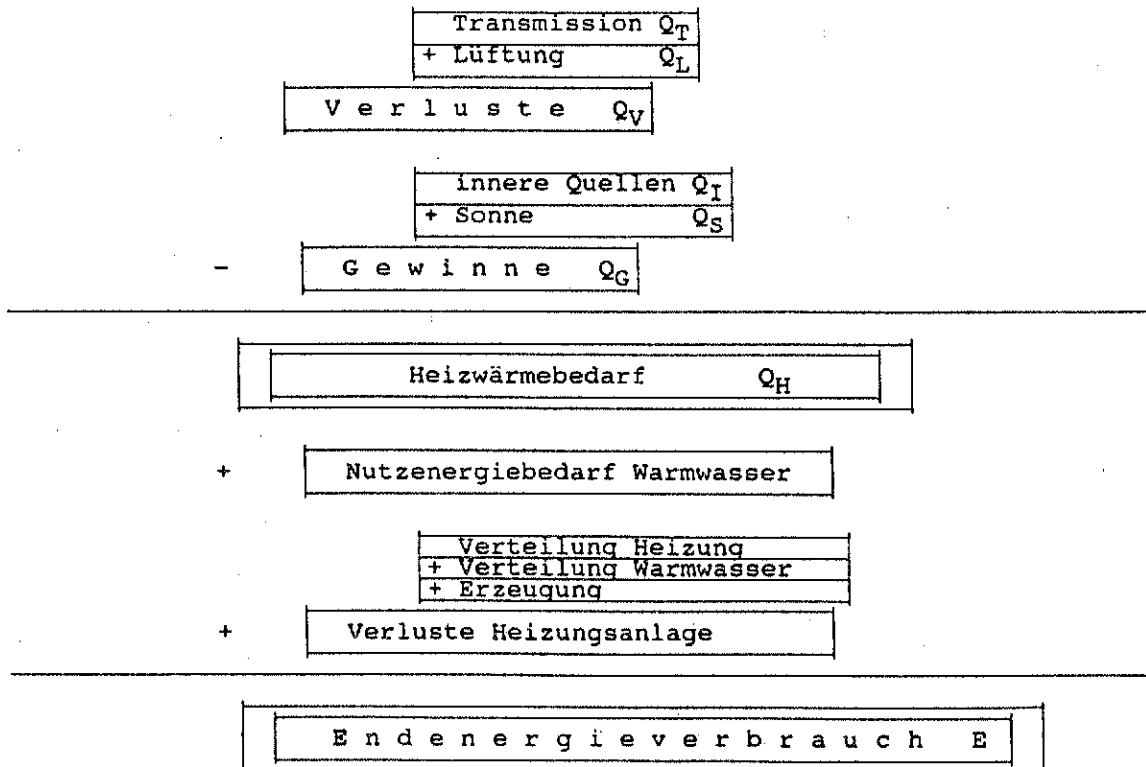 Transmission Q_T
+ Lüftung Q_L
V e r l u s t e Q_V
innere Quellen Q_I
+ Sonne Q_S
- G e w i n n e Q_G
Heizwärmebedarf Q_H
+ Nutzenergiebedarf Warmwasser
Verteilung Heizung
+ Verteilung Warmwasser
+ Erzeugung
+ Verluste Heizungsanlage
E n d e n e r g i e v e r b r a u c h E